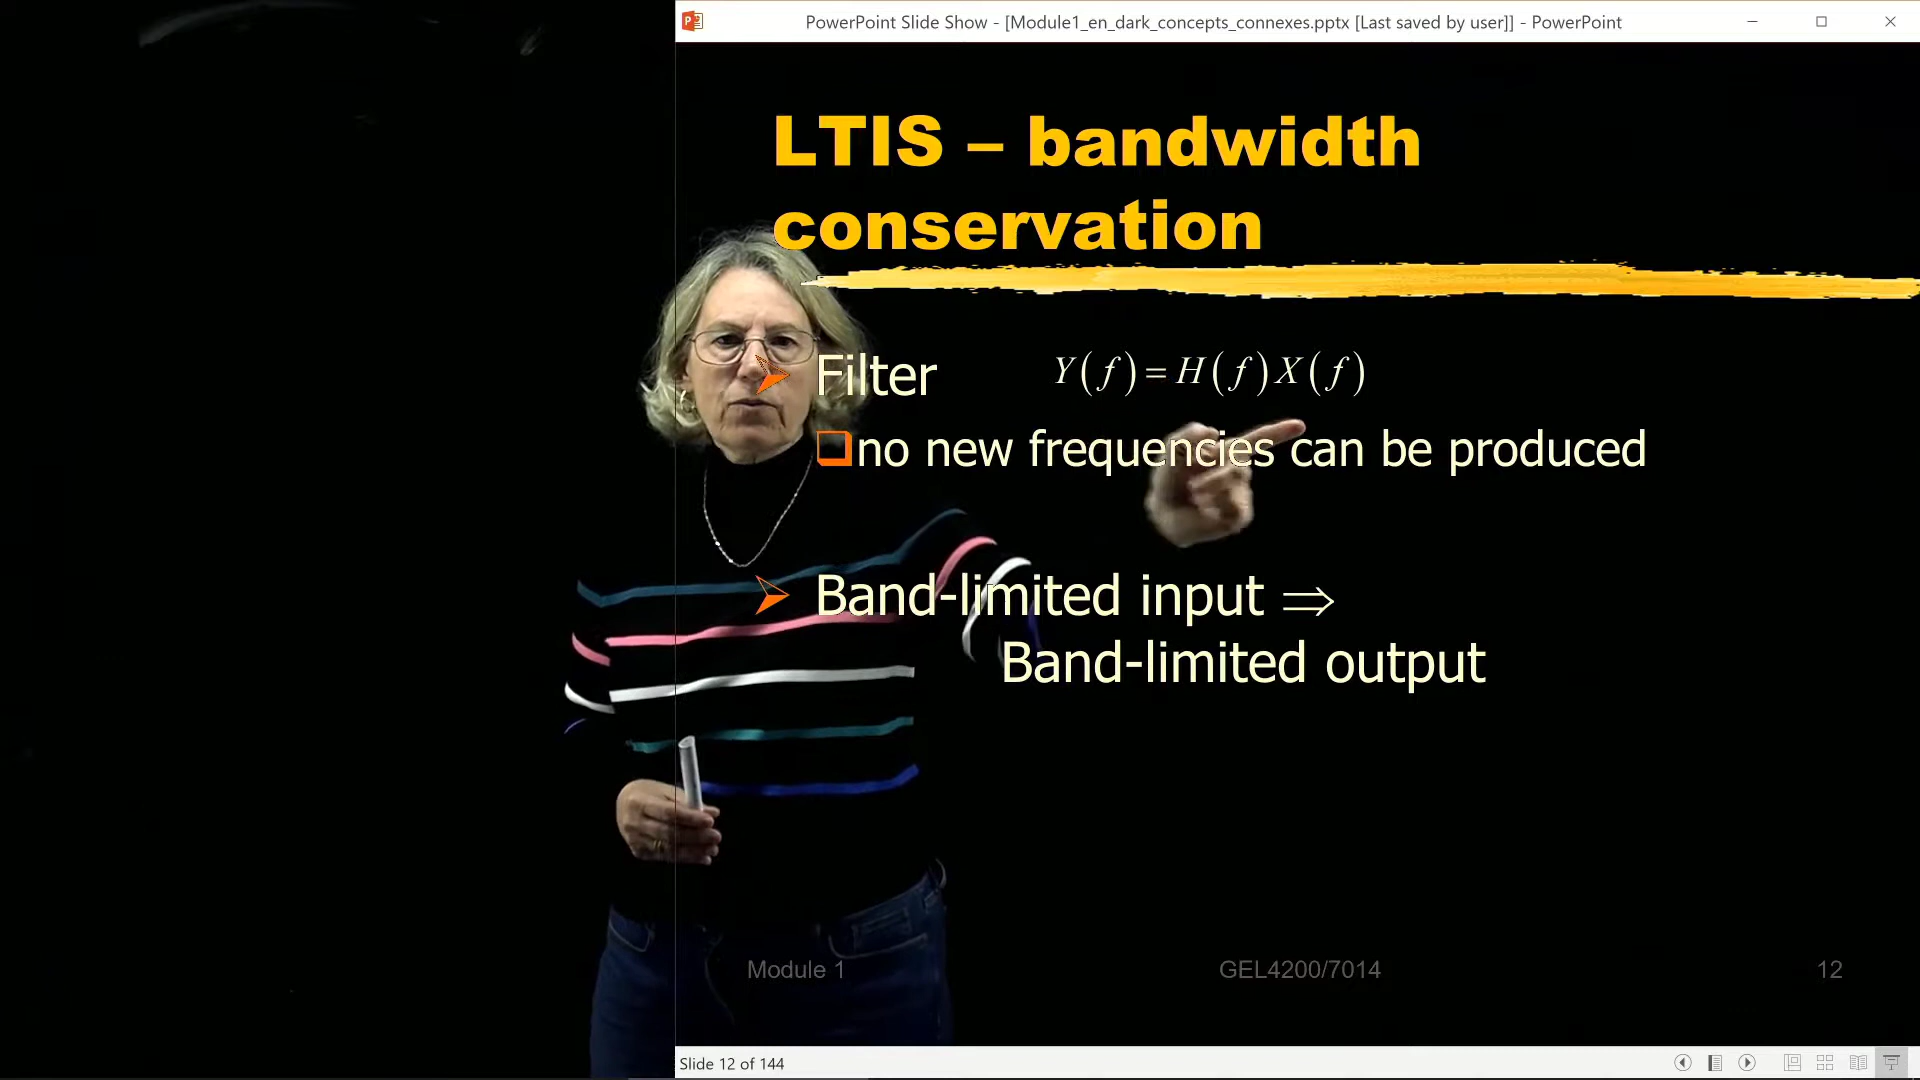 PowerPoint Slide Show - [Module1_en_dark_concepts_connexes.pptx [Last saved by user]] - PowerPoint
LTIS – bandwidth
conservation
Filter Y(f)=H(f)X(f)
no new frequencies can be produced
Band-limited input ⇒
Band-limited output
Module 1 GEL4200/7014 12
Slide 12 of 144